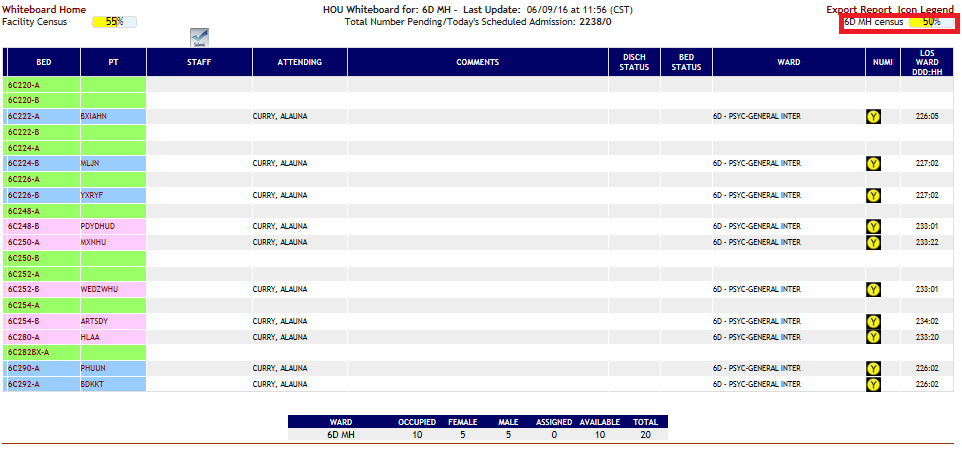 Whiteboard Home HOU Whiteboard for: 6D MH - Last Update: 06/09/16 at 11:56 (CST) Export Report Icon Legend
Facility Census 55% Total Number Pending/Today's Scheduled Admission: 2238/0 6D MH census 50%
Submit
BED PT STAFF ATTENDING COMMENTS DISCH STATUS BED STATUS WARD NUMI LOS WARD DDD:HH
6C220-A
6C220-B
6C222-A BXIAHN CURRY, ALAUNA 6D - PSYC-GENERAL INTER Y 226:05
6C222-B
6C224-A
6C224-B MLJN CURRY, ALAUNA 6D - PSYC-GENERAL INTER Y 227:02
6C226-A
6C226-B YXRYF CURRY, ALAUNA 6D - PSYC-GENERAL INTER Y 227:02
6C248-A
6C248-B PDYDHUD CURRY, ALAUNA 6D - PSYC-GENERAL INTER Y 233:01
6C250-A MXNHU CURRY, ALAUNA 6D - PSYC-GENERAL INTER Y 233:22
6C250-B
6C252-A
6C252-B WEDZWHU CURRY, ALAUNA 6D - PSYC-GENERAL INTER Y 233:01
6C254-A
6C254-B ARTSDY CURRY, ALAUNA 6D - PSYC-GENERAL INTER Y 234:02
6C280-A HLAA CURRY, ALAUNA 6D - PSYC-GENERAL INTER Y 233:20
6C282BX-A
6C290-A PHUUN CURRY, ALAUNA 6D - PSYC-GENERAL INTER Y 226:02
6C292-A BDKKT CURRY, ALAUNA 6D - PSYC-GENERAL INTER Y 226:02
WARD OCCUPIED FEMALE MALE ASSIGNED AVAILABLE TOTAL
6D MH 10 5 5 0 10 20